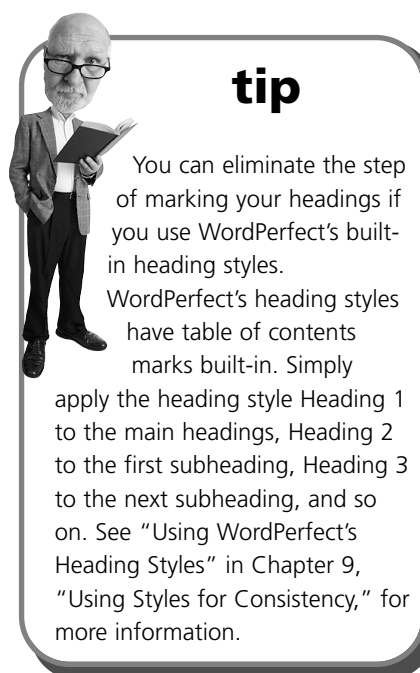 tip
You can eliminate the step
of marking your headings if
you use WordPerfect’s built-
in heading styles.
WordPerfect’s heading styles
have table of contents
marks built-in. Simply
apply the heading style Heading 1
to the main headings, Heading 2
to the first subheading, Heading 3
to the next subheading, and so
on. See “Using WordPerfect’s
Heading Styles” in Chapter 9,
“Using Styles for Consistency,” for
more information.